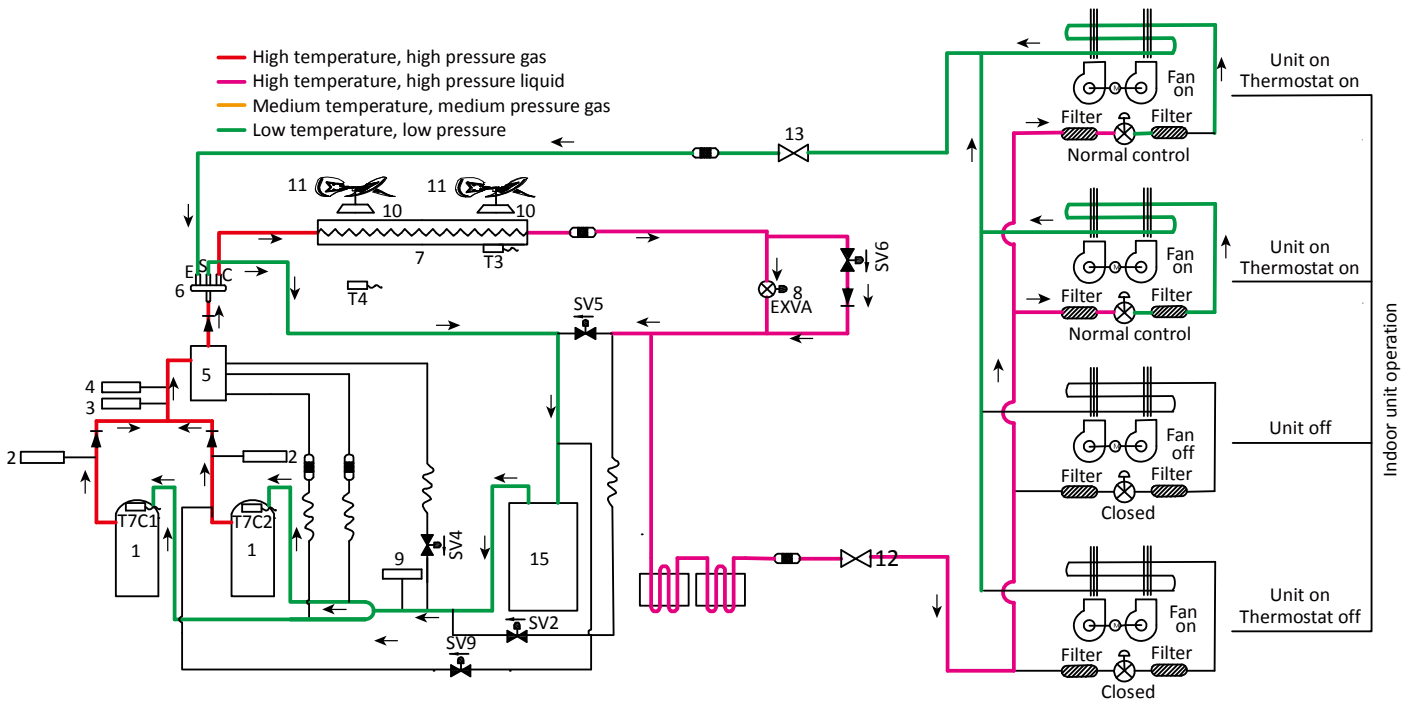 High temperature, high pressure gas
High temperature, high pressure liquid
Medium temperature, medium pressure gas
Low temperature, low pressure
13
11
11
10
10
7
T3
T4
E
S
C
6
SV5
8
EXVA
SV6
5
4
3
2
2
T7C1
1
T7C2
1
9
SV4
15
SV2
SV9
12
M
Fan
on
Filter
Filter
Normal control
Unit on
Thermostat on
M
Fan
on
Filter
Filter
Normal control
Unit on
Thermostat on
M
Fan
off
Filter
Filter
Closed
Unit off
M
Fan
on
Filter
Filter
Closed
Unit on
Thermostat off
Indoor unit operation